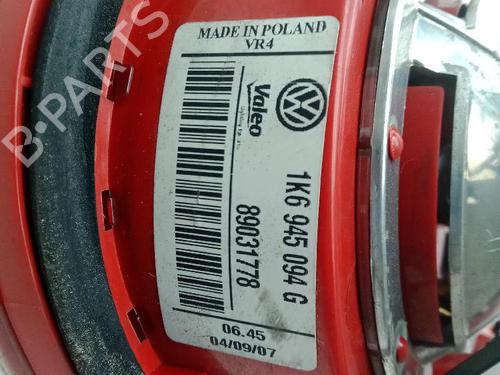 MADE IN POLAND
VR4
Valeo
1K6 945 094 G
89031778
06.45
04/09/07
B-PARTS